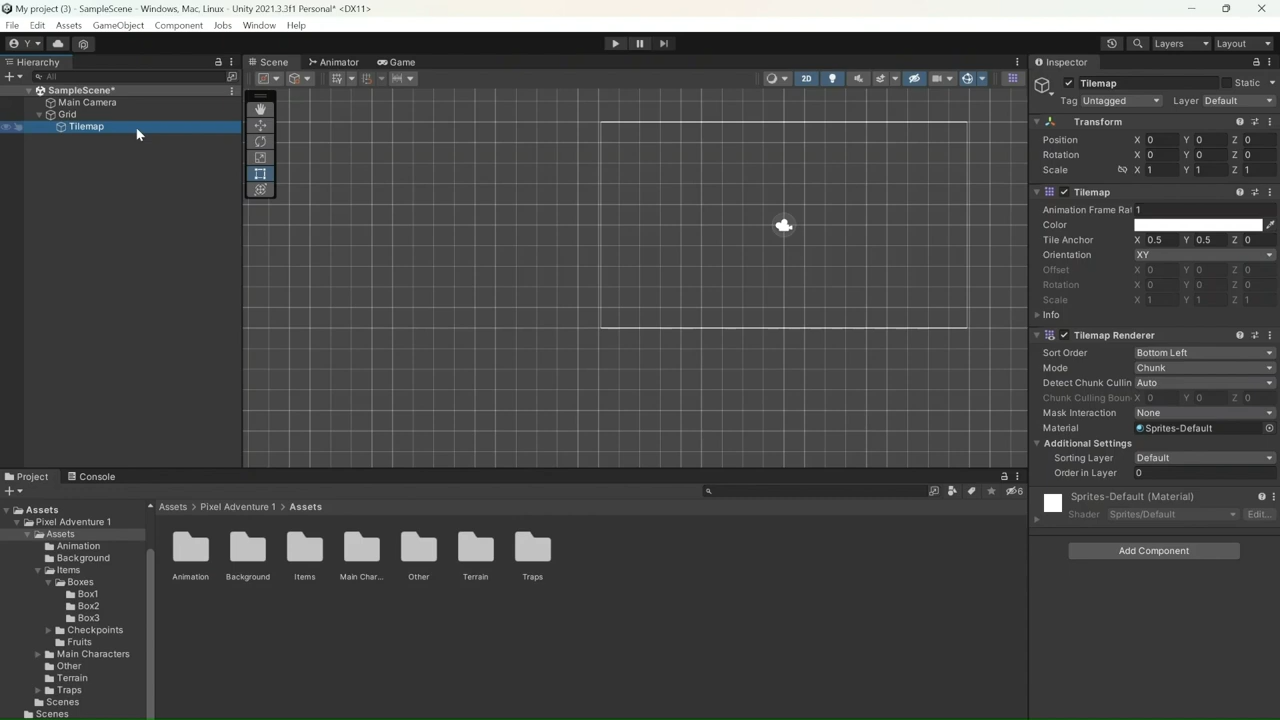 My project (3) - SampleScene - Windows, Mac, Linux - Unity 2021.3.3f1 Personal* <DX11>
File Edit Assets GameObject Component Jobs Window Help
Y Layers Layout
Hierarchy
All
SampleScene*
Main Camera
Grid
Tilemap
Scene Animator Game
2D
Inspector
Tilemap Static
Tag Untagged Layer Default
Transform
Position X 0 Y 0 Z 0
Rotation X 0 Y 0 Z 0
Scale X 1 Y 1 Z 1
Tilemap
Animation Frame Rat 1
Color
Tile Anchor X 0.5 Y 0.5 Z 0
Orientation XY
Offset X 0 Y 0 Z 0
Rotation X 0 Y 0 Z 0
Scale X 1 Y 1 Z 1
Info
Tilemap Renderer
Sort Order Bottom Left
Mode Chunk
Detect Chunk Cullin Auto
Chunk Culling Boun X 0 Y 0 Z 0
Mask Interaction None
Material Sprites-Default
Additional Settings
Sorting Layer Default
Order in Layer 0
Sprites-Default (Material)
Shader Sprites/Default Edit...
Add Component
Project Console
6
Assets
Pixel Adventure 1
Assets
Animation
Background
Items
Boxes
Box1
Box2
Box3
Checkpoints
Fruits
Main Characters
Other
Terrain
Traps
Scenes
Scenes
Assets > Pixel Adventure 1 > Assets
Animation Background Items Main Char... Other Terrain Traps